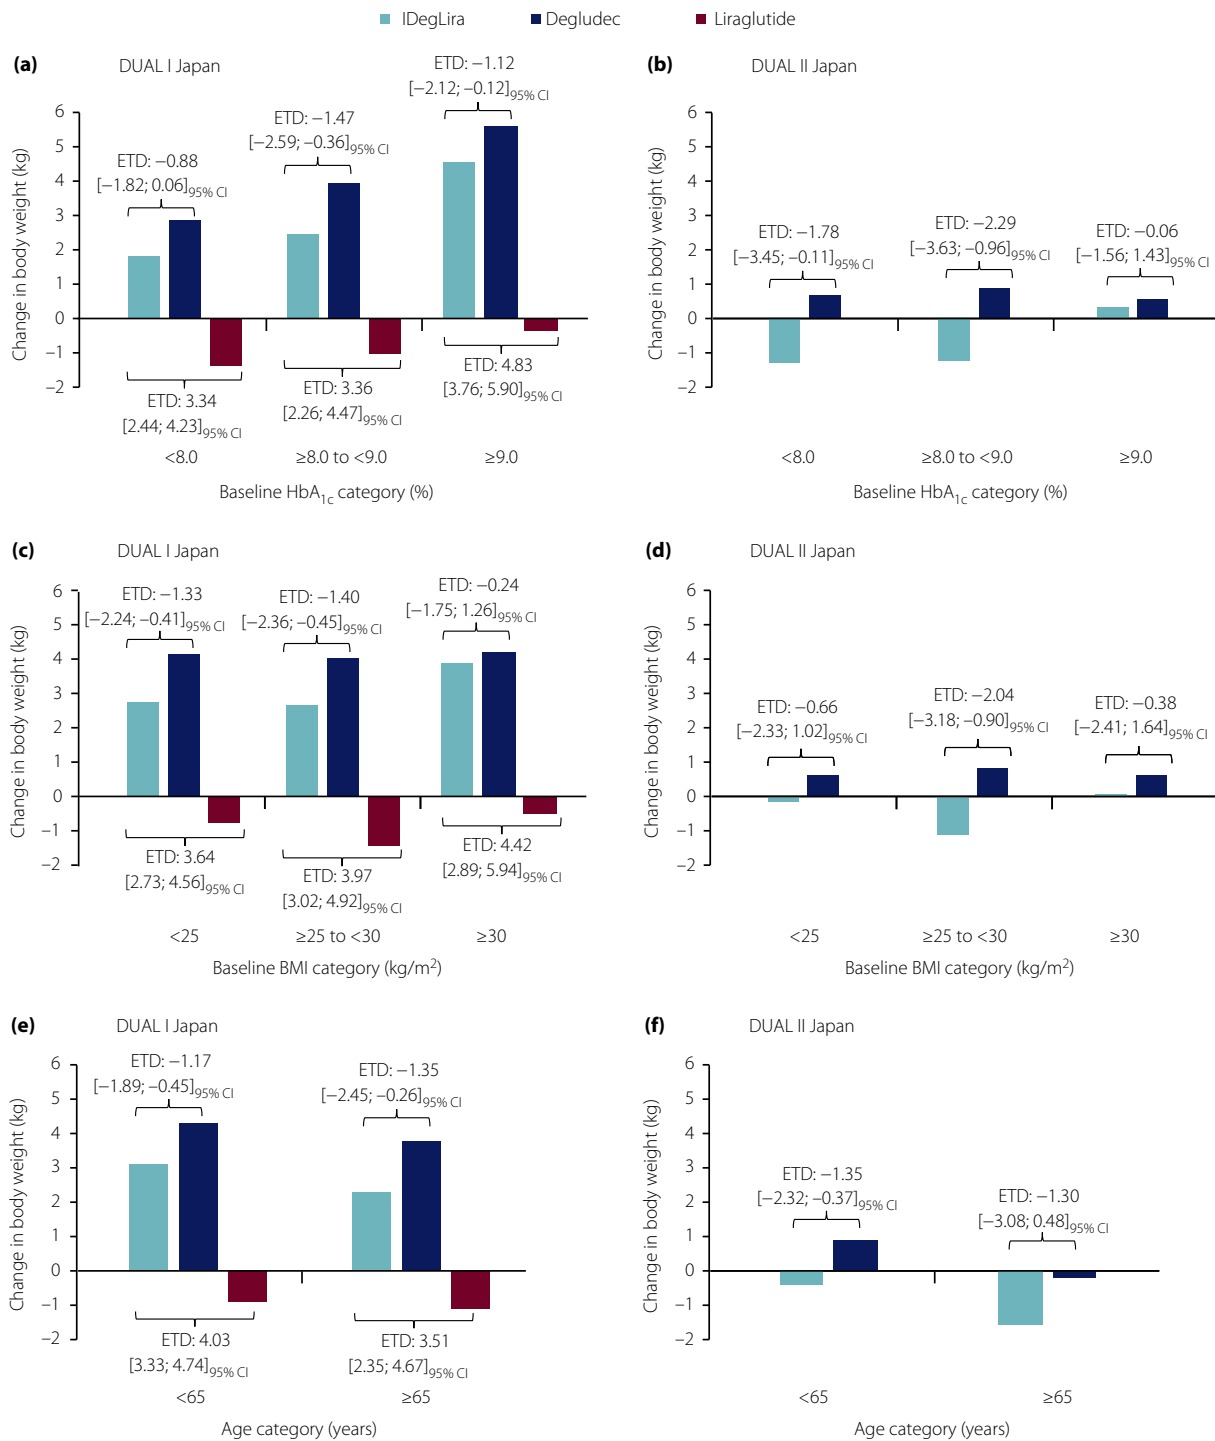 IDegLira Degludec Liraglutide
(a) DUAL I Japan
ETD: −0.88
[−1.82; 0.06]95% CI
ETD: −1.47
[−2.59; −0.36]95% CI
ETD: −1.12
[−2.12; −0.12]95% CI
Change in body weight (kg)
6
5
4
3
2
1
0
−1
−2
ETD: 3.34
[2.44; 4.23]95% CI
ETD: 3.36
[2.26; 4.47]95% CI
ETD: 4.83
[3.76; 5.90]95% CI
<8.0 ≥8.0 to <9.0 ≥9.0
Baseline HbA1c category (%)
(b) DUAL II Japan
ETD: −1.78
[−3.45; −0.11]95% CI
ETD: −2.29
[−3.63; −0.96]95% CI
ETD: −0.06
[−1.56; 1.43]95% CI
Change in body weight (kg)
6
5
4
3
2
1
0
−1
−2
<8.0 ≥8.0 to <9.0 ≥9.0
Baseline HbA1c category (%)
(c) DUAL I Japan
ETD: −1.33
[−2.24; −0.41]95% CI
ETD: −1.40
[−2.36; −0.45]95% CI
ETD: −0.24
[−1.75; 1.26]95% CI
Change in body weight (kg)
6
5
4
3
2
1
0
−1
−2
ETD: 3.64
[2.73; 4.56]95% CI
ETD: 3.97
[3.02; 4.92]95% CI
ETD: 4.42
[2.89; 5.94]95% CI
<25 ≥25 to <30 ≥30
Baseline BMI category (kg/m²)
(d) DUAL II Japan
ETD: −0.66
[−2.33; 1.02]95% CI
ETD: −2.04
[−3.18; −0.90]95% CI
ETD: −0.38
[−2.41; 1.64]95% CI
Change in body weight (kg)
6
5
4
3
2
1
0
−1
−2
<25 ≥25 to <30 ≥30
Baseline BMI category (kg/m²)
(e) DUAL I Japan
ETD: −1.17
[−1.89; −0.45]95% CI
ETD: −1.35
[−2.45; −0.26]95% CI
Change in body weight (kg)
6
5
4
3
2
1
0
−1
−2
ETD: 4.03
[3.33; 4.74]95% CI
ETD: 3.51
[2.35; 4.67]95% CI
<65 ≥65
Age category (years)
(f) DUAL II Japan
ETD: −1.35
[−2.32; −0.37]95% CI
ETD: −1.30
[−3.08; 0.48]95% CI
Change in body weight (kg)
6
5
4
3
2
1
0
−1
−2
<65 ≥65
Age category (years)